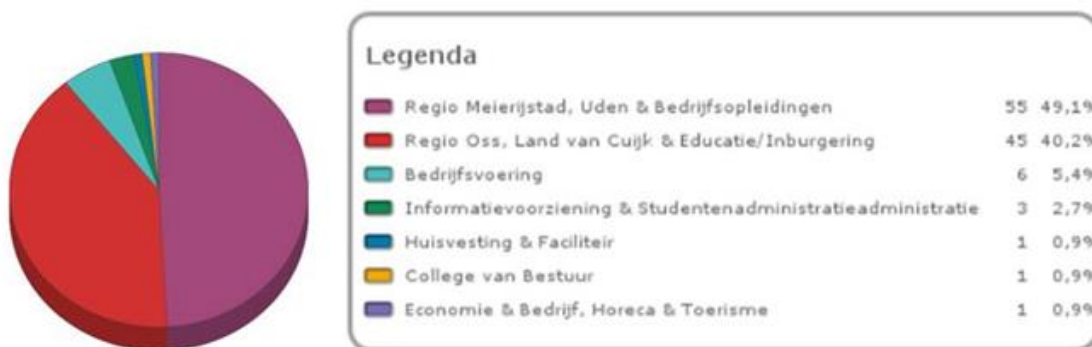 Legenda
Regio Meierijstad, Uden & Bedrijfsopleidingen 55 49,1%
Regio Oss, Land van Cuijk & Educatie/Inburgering 45 40,2%
Bedrijfsvoering 6 5,4%
Informatievoorziening & Studentenadministratieadministratie 3 2,7%
Huisvesting & Faciliteir 1 0,9%
College van Bestuur 1 0,9%
Economie & Bedrijf, Horeca & Toerisme 1 0,9%